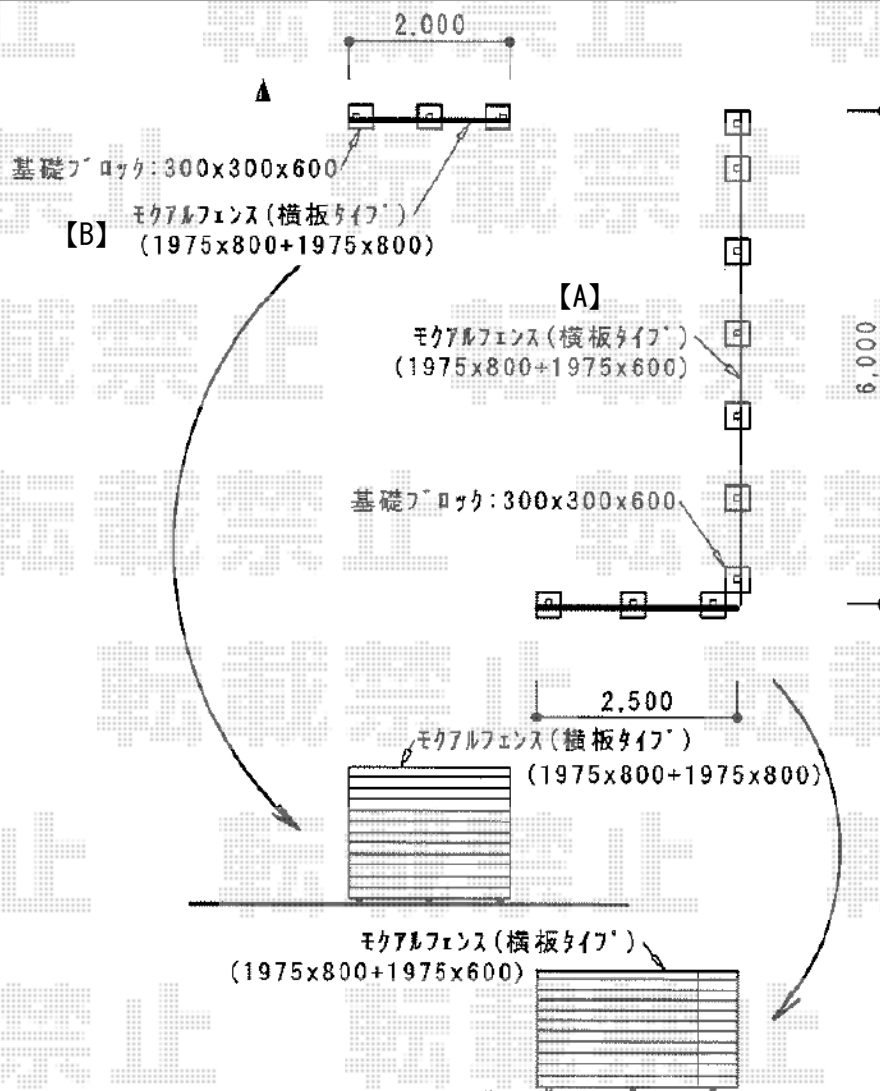 2,000
基礎ブロック:300x300x600
【B】
モクアルフェンス(横板タイプ)
(1975x800+1975x800)
【A】
モクアルフェンス(横板タイプ)
(1975x800+1975x600)
6,000
基礎ブロック:300x300x600
2,500
モクアルフェンス(横板タイプ)
(1975x800+1975x800)
モクアルフェンス(横板タイプ)
(1975x800+1975x600)
転載禁止